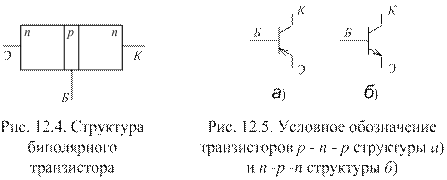 n p n
Э К
Б
К
Б
Э
а)
К
Б
Э
б)
Рис. 12.4. Структура
биполярного
транзистора
Рис. 12.5. Условное обозначение
транзисторов p - n - p структуры а)
и n -p -n структуры б)